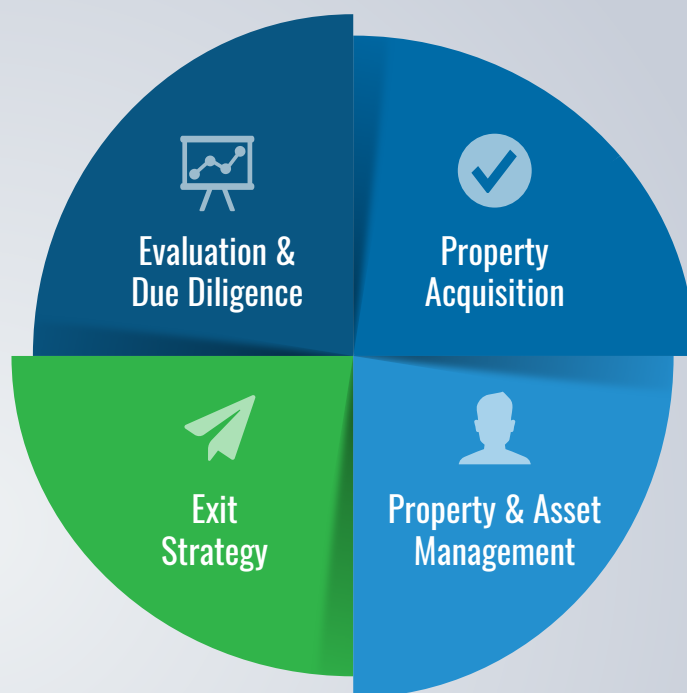 Evaluation &
Due Diligence
Property
Acquisition
Exit
Strategy
Property & Asset
Management